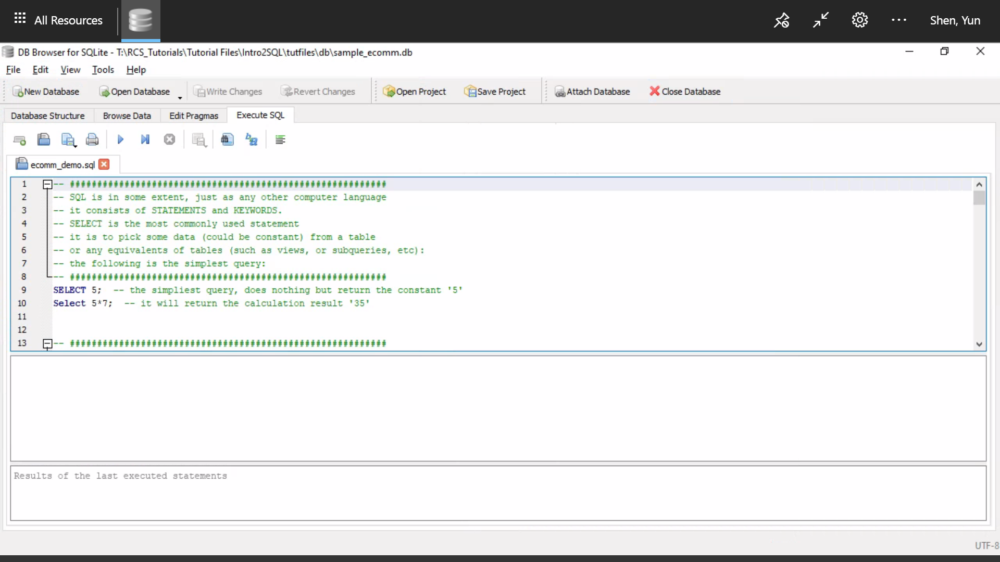 All Resources
Shen, Yun
DB Browser for SQLite - T:\RCS_Tutorials\Tutorial Files\Intro2SQL\tutfiles\db\sample_ecomm.db
File Edit View Tools Help
New Database Open Database Write Changes Revert Changes Open Project Save Project Attach Database Close Database
Database Structure Browse Data Edit Pragmas Execute SQL
ecomm_demo.sql
1 -- ##########################################################
2 -- SQL is in some extent, just as any other computer language
3 -- it consists of STATEMENTS and KEYWORDS.
4 -- SELECT is the most commonly used statement
5 -- it is to pick some data (could be constant) from a table
6 -- or any equivalents of tables (such as views, or subqueries, etc):
7 -- the following is the simplest query:
8 -- ##########################################################
9 SELECT 5; -- the simpliest query, does nothing but return the constant '5'
10 Select 5*7; -- it will return the calculation result '35'
11
12
13 -- ##########################################################
Results of the last executed statements
UTF-8